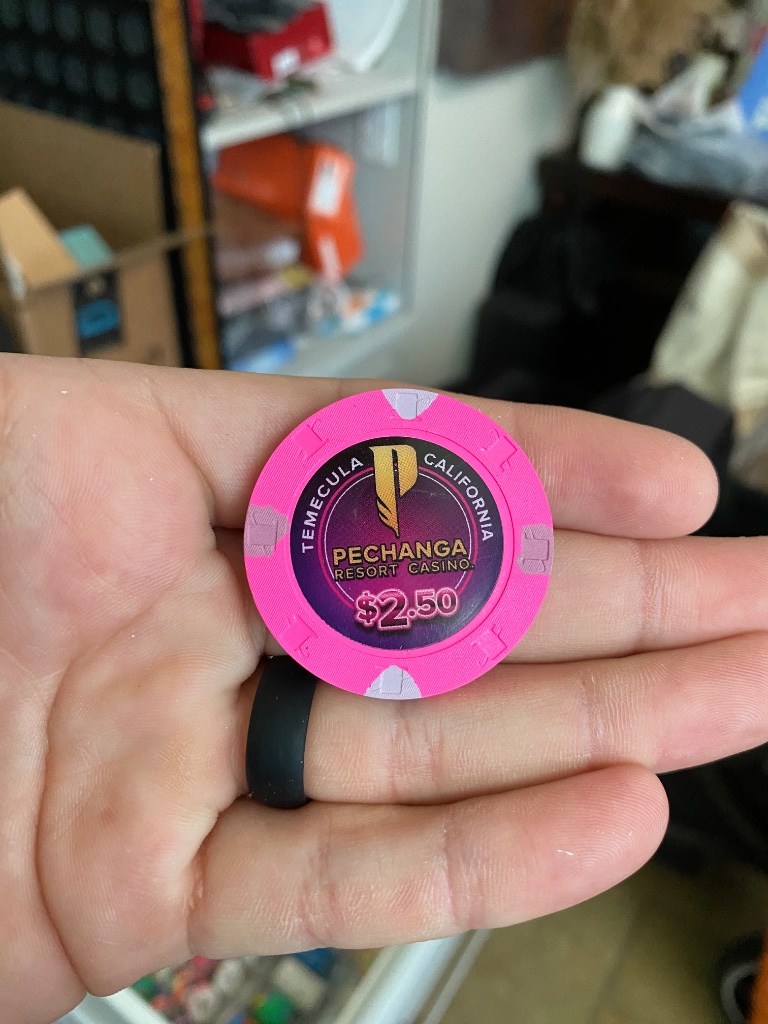 TEMECULA CALIFORNIA
P
PECHANGA
RESORT CASINO.
$2.50